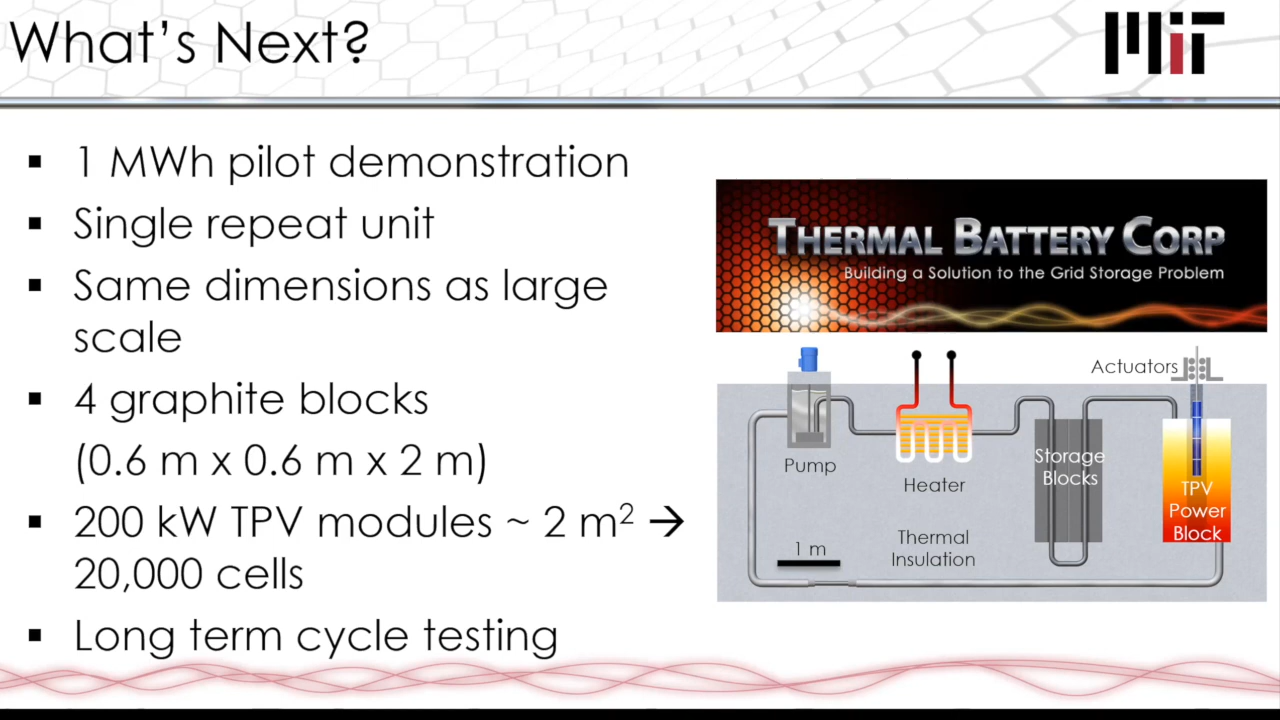 What's Next?
MIT
▪ 1 MWh pilot demonstration
▪ Single repeat unit
▪ Same dimensions as large
scale
▪ 4 graphite blocks
(0.6 m x 0.6 m x 2 m)
▪ 200 kW TPV modules ~ 2 m² →
20,000 cells
▪ Long term cycle testing
THERMAL BATTERY CORP
Building a Solution to the Grid Storage Problem
Actuators
Pump
Heater
Storage
Blocks
TPV
Power
Block
Thermal
Insulation
1 m